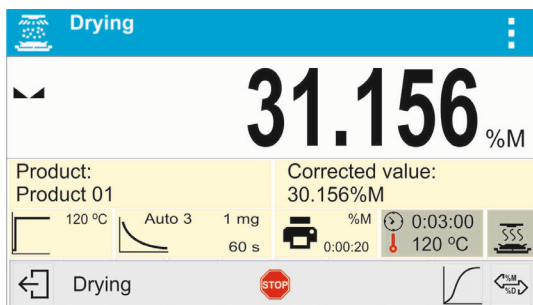 Drying
31.156 %M
Product: Corrected value:
Product 01 30.156%M
120 ºC Auto 3 1 mg %M 0:03:00
60 s 0:00:20 120 ºC
Drying STOP %M
%D